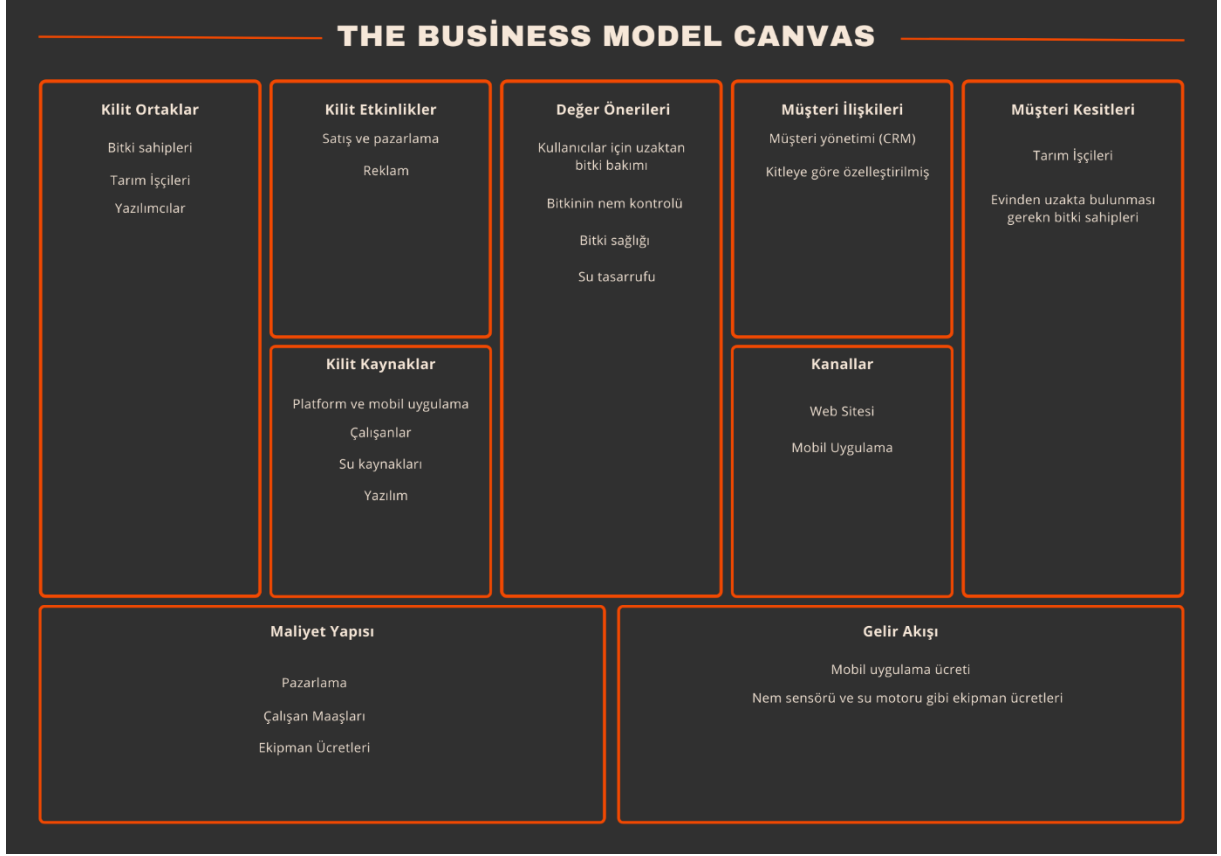 THE BUSİNESS MODEL CANVAS
Kilit Ortaklar
Bitki sahipleri
Tarım İşçileri
Yazılımcılar
Kilit Etkinlikler
Satış ve pazarlama
Reklam
Kilit Kaynaklar
Platform ve mobil uygulama
Çalışanlar
Su kaynakları
Yazılım
Değer Önerileri
Kullanıcılar için uzaktan
bitki bakımı
Bitkinin nem kontrolü
Bitki sağlığı
Su tasarrufu
Müşteri İlişkileri
Müşteri yönetimi (CRM)
Kitleye göre özelleştirilmiş
Kanallar
Web Sitesi
Mobil Uygulama
Müşteri Kesitleri
Tarım İşçileri
Evinden uzakta bulunması
gerekn bitki sahipleri
Maliyet Yapısı
Pazarlama
Çalışan Maaşları
Ekipman Ücretleri
Gelir Akışı
Mobil uygulama ücreti
Nem sensörü ve su motoru gibi ekipman ücretleri